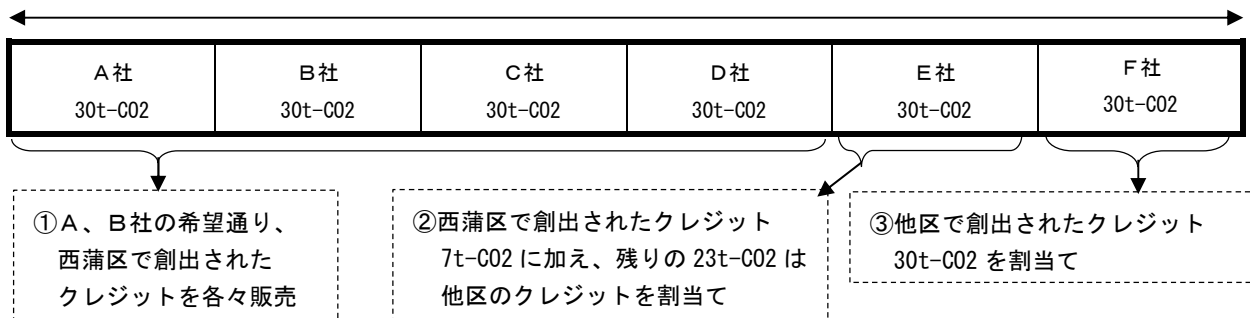 A社 B社 C社 D社 E社 F社
30t-CO2 30t-CO2 30t-CO2 30t-CO2 30t-CO2 30t-CO2
①A、B社の希望通り、
西蒲区で創出された
クレジットを各々販売
②西蒲区で創出されたクレジット
7t-CO2 に加え、残りの 23t-CO2 は
他区のクレジットを割当て
③他区で創出されたクレジット
30t-CO2 を割当て